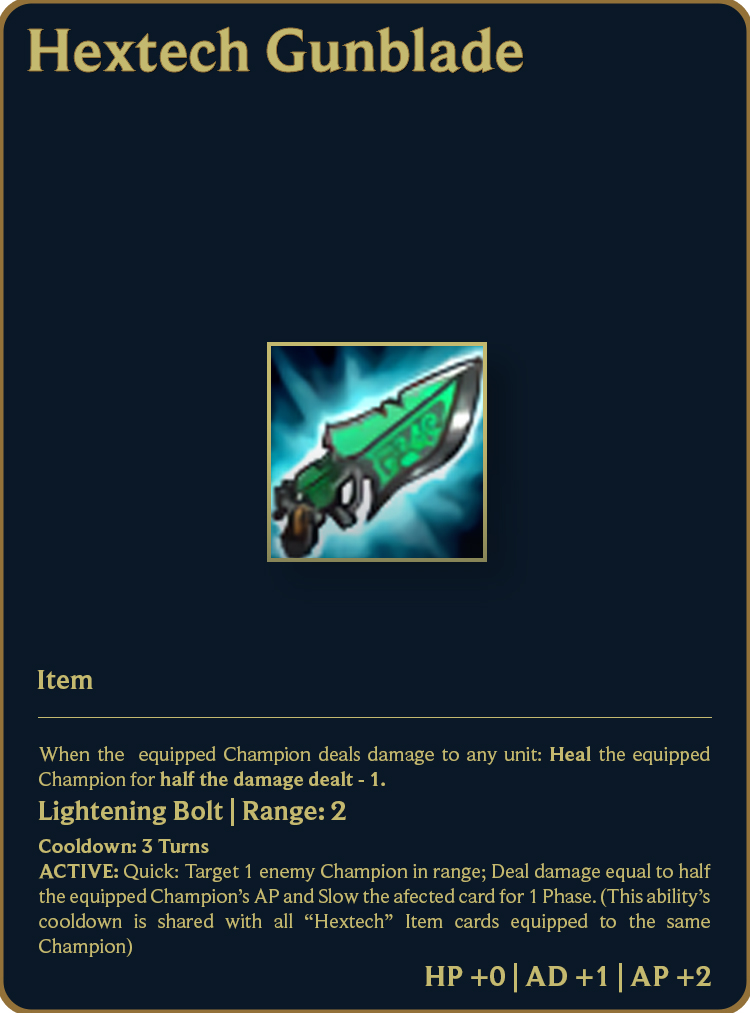 Hextech Gunblade
Item
When the equipped Champion deals damage to any unit: Heal the equipped
Champion for half the damage dealt - 1.
Lightening Bolt | Range: 2
Cooldown: 3 Turns
ACTIVE: Quick: Target 1 enemy Champion in range; Deal damage equal to half
the equipped Champion’s AP and Slow the afected card for 1 Phase. (This ability’s
cooldown is shared with all “Hextech” Item cards equipped to the same
Champion)
HP +0 | AD +1 | AP +2